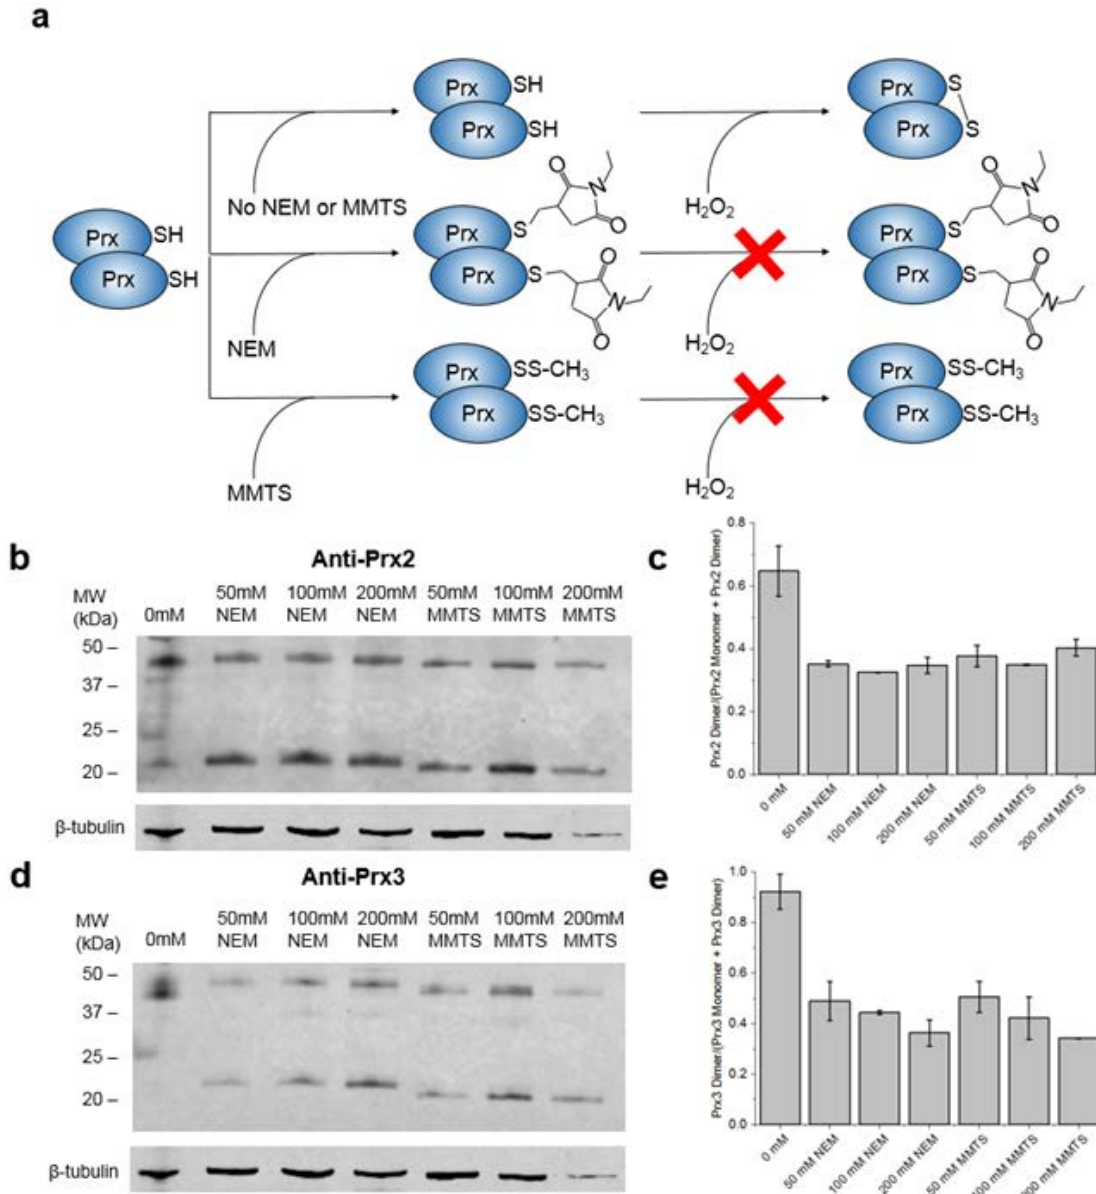 a
Prx SH
Prx SH
No NEM or MMTS
Prx SH
Prx SH
H₂O₂
Prx S
Prx S
NEM
Prx S O N O
Prx S O N O
H₂O₂
Prx S O N O
Prx S O N O
MMTS
Prx SS-CH₃
Prx SS-CH₃
H₂O₂
Prx SS-CH₃
Prx SS-CH₃
b
Anti-Prx2
MW (kDa)
0mM
50mM NEM
100mM NEM
200mM NEM
50mM MMTS
100mM MMTS
200mM MMTS
50 –
37 –
25 –
20 –
β-tubulin
c
Prx2 Dimer/(Prx2 Monomer + Prx2 Dimer)
0.8
0.6
0.4
0.2
0.0
0 mM
50 mM NEM
100 mM NEM
200 mM NEM
50 mM MMTS
100 mM MMTS
200 mM MMTS
d
Anti-Prx3
MW (kDa)
0mM
50mM NEM
100mM NEM
200mM NEM
50mM MMTS
100mM MMTS
200mM MMTS
50 –
37 –
25 –
20 –
β-tubulin
e
Prx3 Dimer/(Prx3 Monomer + Prx3 Dimer)
1.0
0.8
0.6
0.4
0.2
0.0
0 mM
50 mM NEM
100 mM NEM
200 mM NEM
50 mM MMTS
100 mM MMTS
200 mM MMTS